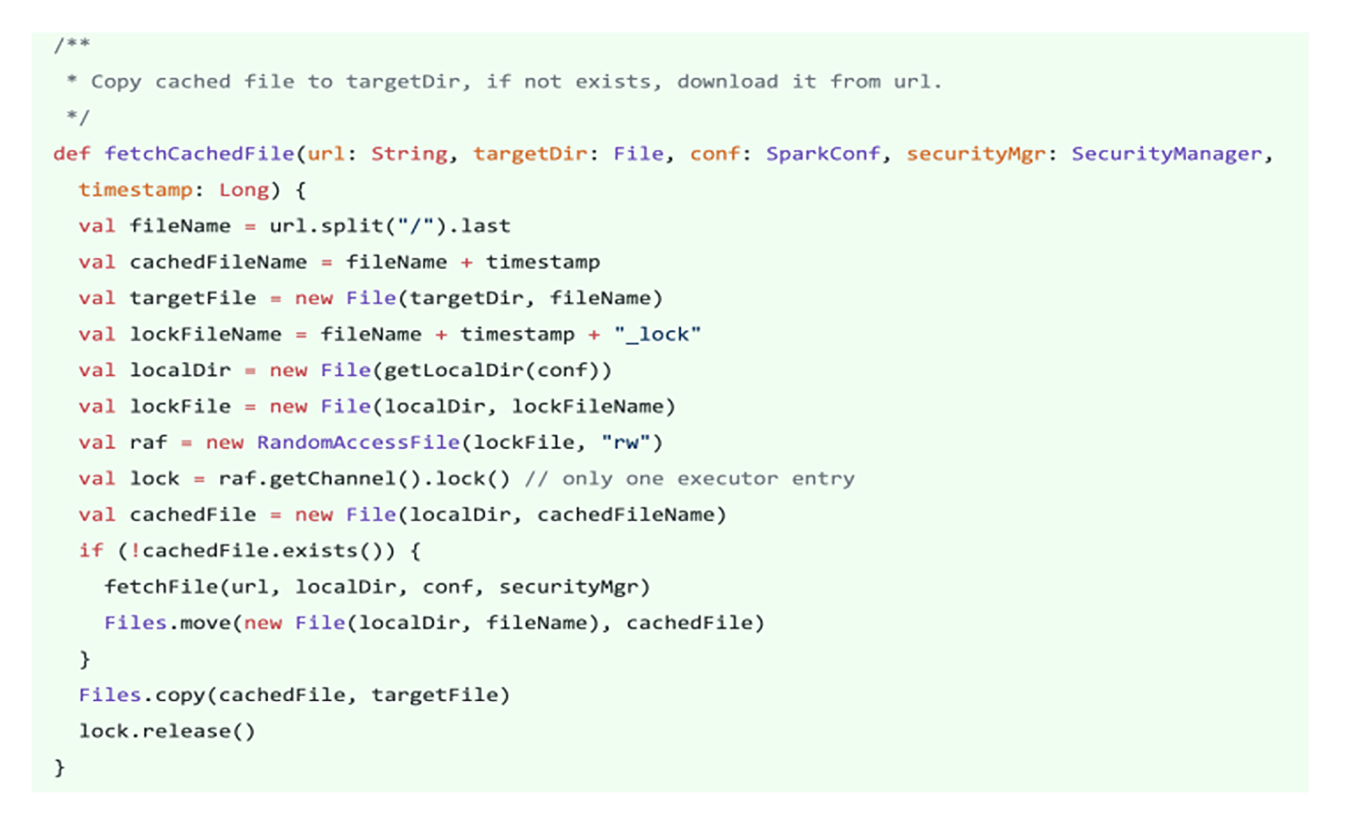 /**
 * Copy cached file to targetDir, if not exists, download it from url.
 */
def fetchCachedFile(url: String, targetDir: File, conf: SparkConf, securityMgr: SecurityManager,
  timestamp: Long) {
  val fileName = url.split("/").last
  val cachedFileName = fileName + timestamp
  val targetFile = new File(targetDir, fileName)
  val lockFileName = fileName + timestamp + "_lock"
  val localDir = new File(getLocalDir(conf))
  val lockFile = new File(localDir, lockFileName)
  val raf = new RandomAccessFile(lockFile, "rw")
  val lock = raf.getChannel().lock() // only one executor entry
  val cachedFile = new File(localDir, cachedFileName)
  if (!cachedFile.exists()) {
    fetchFile(url, localDir, conf, securityMgr)
    Files.move(new File(localDir, fileName), cachedFile)
  }
  Files.copy(cachedFile, targetFile)
  lock.release()
}